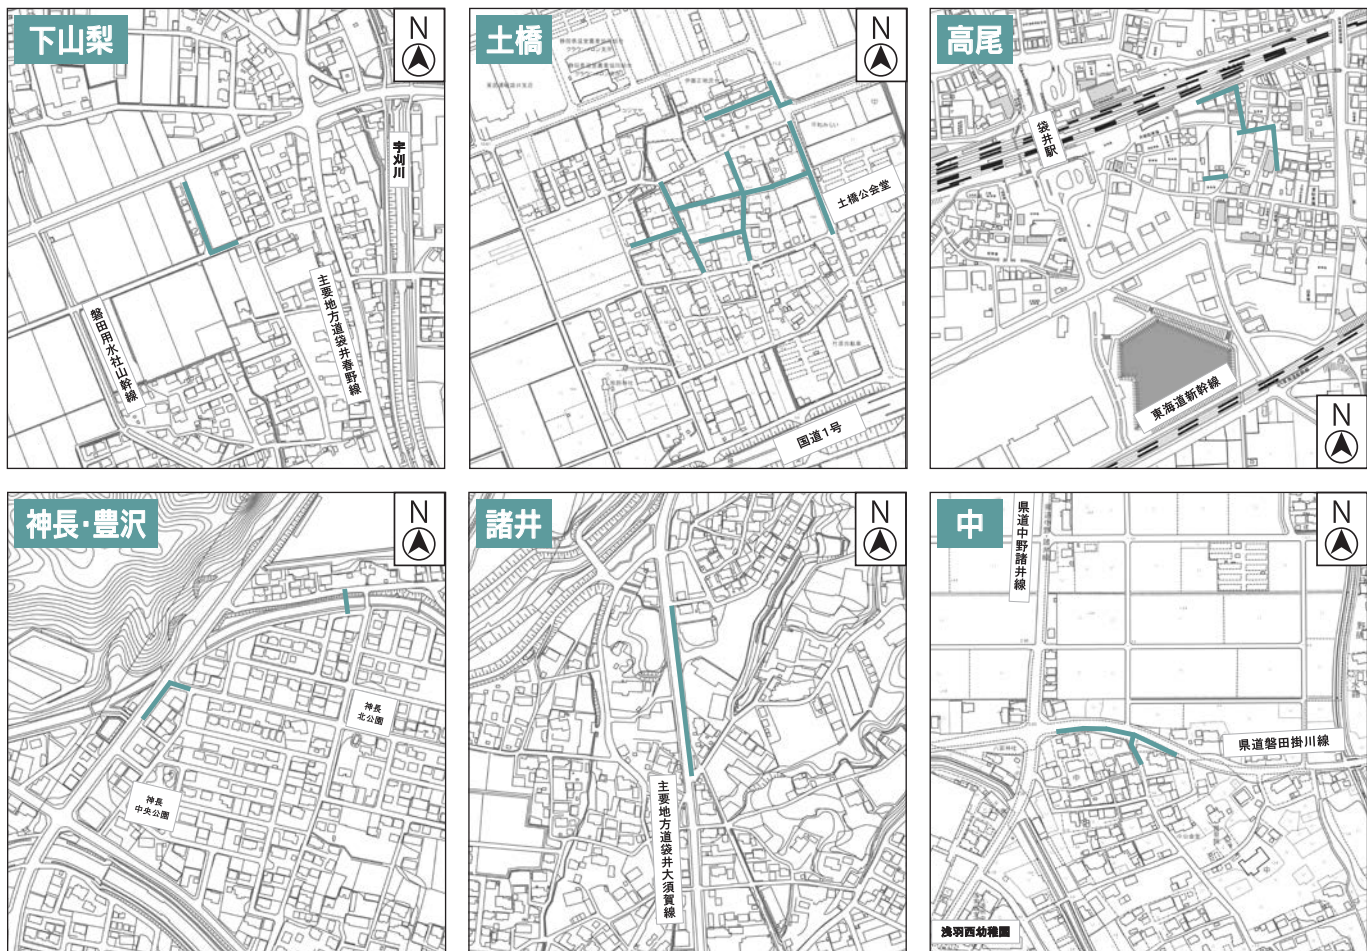 下山梨
N
宇刈川
主要地方道袋井春野線
磐田用水社山幹線
土橋
N
土橋公会堂
国道1号
高尾
袋井駅
東海道新幹線
N
神長・豊沢
N
神長
北公園
神長
中央公園
諸井
N
主要地方道袋井大須賀線
中
県道中野諸井線
N
県道磐田掛川線
浅羽西幼稚園